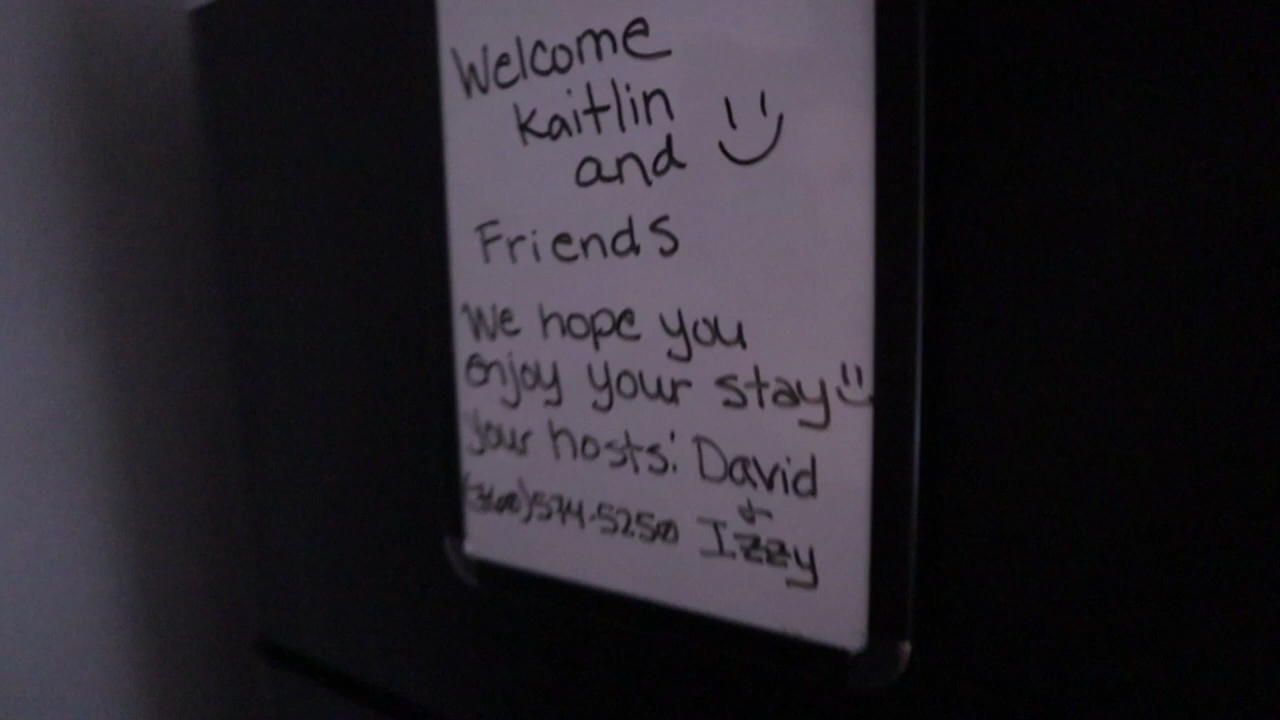 Welcome
Kaitlin
and
Friends
We hope you
enjoy your stay
your hosts: David
574-5250 + Izzy